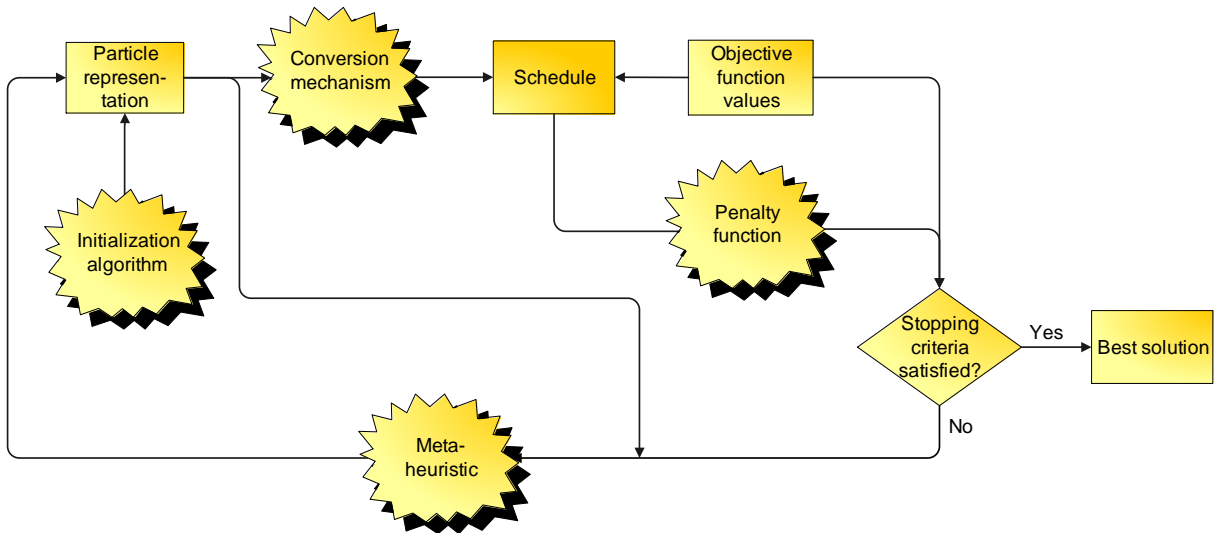 Particle
represen-
tation
Conversion
mechanism
Schedule
Objective
function
values
Initialization
algorithm
Penalty
function
Stopping
criteria
satisfied?
Yes
Best solution
No
Meta-
heuristic